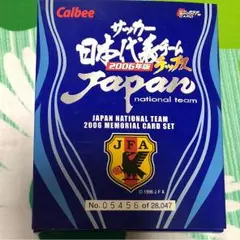 Calbee
サッカー
日本代表チーム
2006年版
チップス
Japan
national team
JAPAN NATIONAL TEAM
2006 MEMORIAL CARD SET
JFA
© 1996 JFA
No. 05456 of 28,047